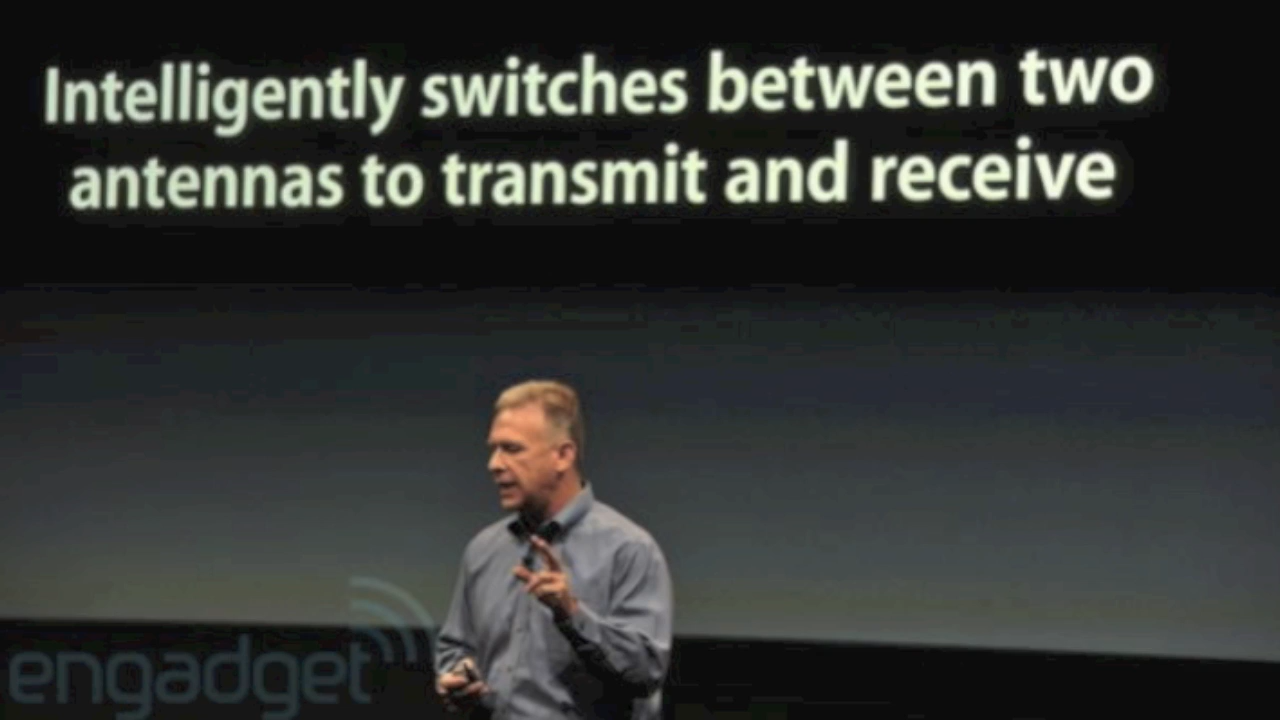 Intelligently switches between two
antennas to transmit and receive
engadget